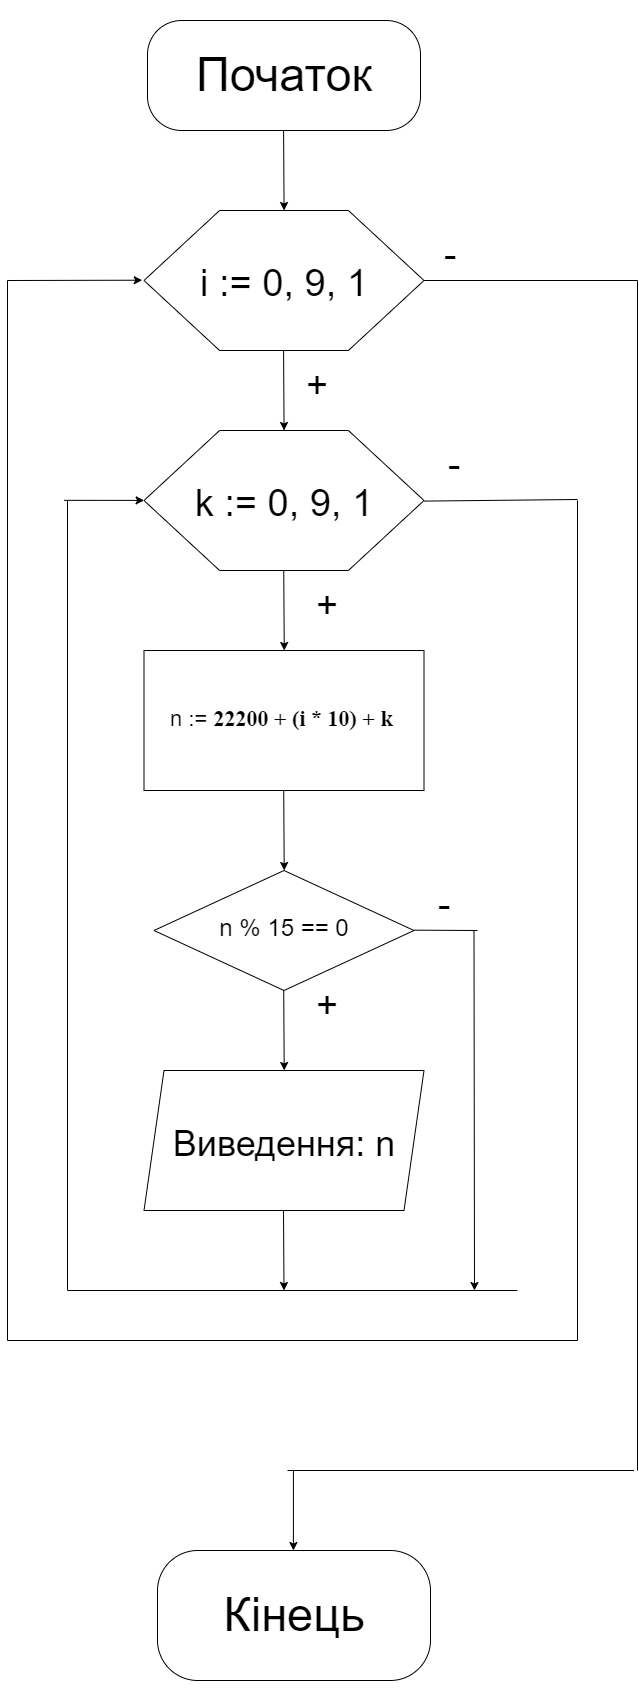 Початок
-
i := 0, 9, 1
+
-
k := 0, 9, 1
+
n := 22200 + (i * 10) + k
-
n % 15 == 0
+
Виведення: n
Кінець